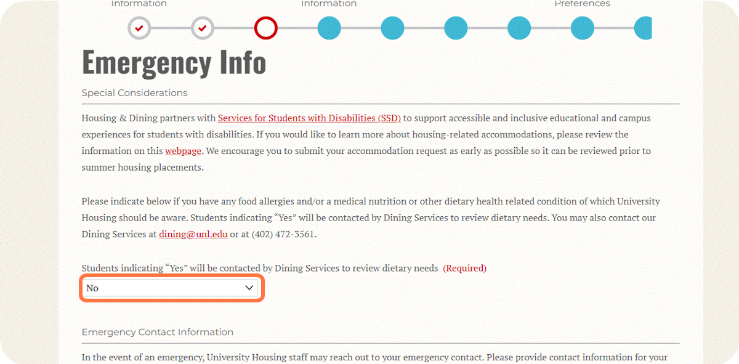 Information Information Preferences
Emergency Info
Special Considerations
Housing & Dining partners with Services for Students with Disabilities (SSD) to support accessible and inclusive educational and campus
experiences for students with disabilities. If you would like to learn more about housing-related accommodations, please review the
information on this webpage. We encourage you to submit your accommodation request as early as possible so it can be reviewed prior to
summer housing placements.
Please indicate below if you have any food allergies and/or a medical nutrition or other dietary health related condition of which University
Housing should be aware. Students indicating “Yes” will be contacted by Dining Services to review dietary needs. You may also contact our
Dining Services at dining@unl.edu or at (402) 472-3561.
Students indicating “Yes” will be contacted by Dining Services to review dietary needs (Required)
No
Emergency Contact Information
In the event of an emergency, University Housing staff may reach out to your emergency contact. Please provide contact information for your